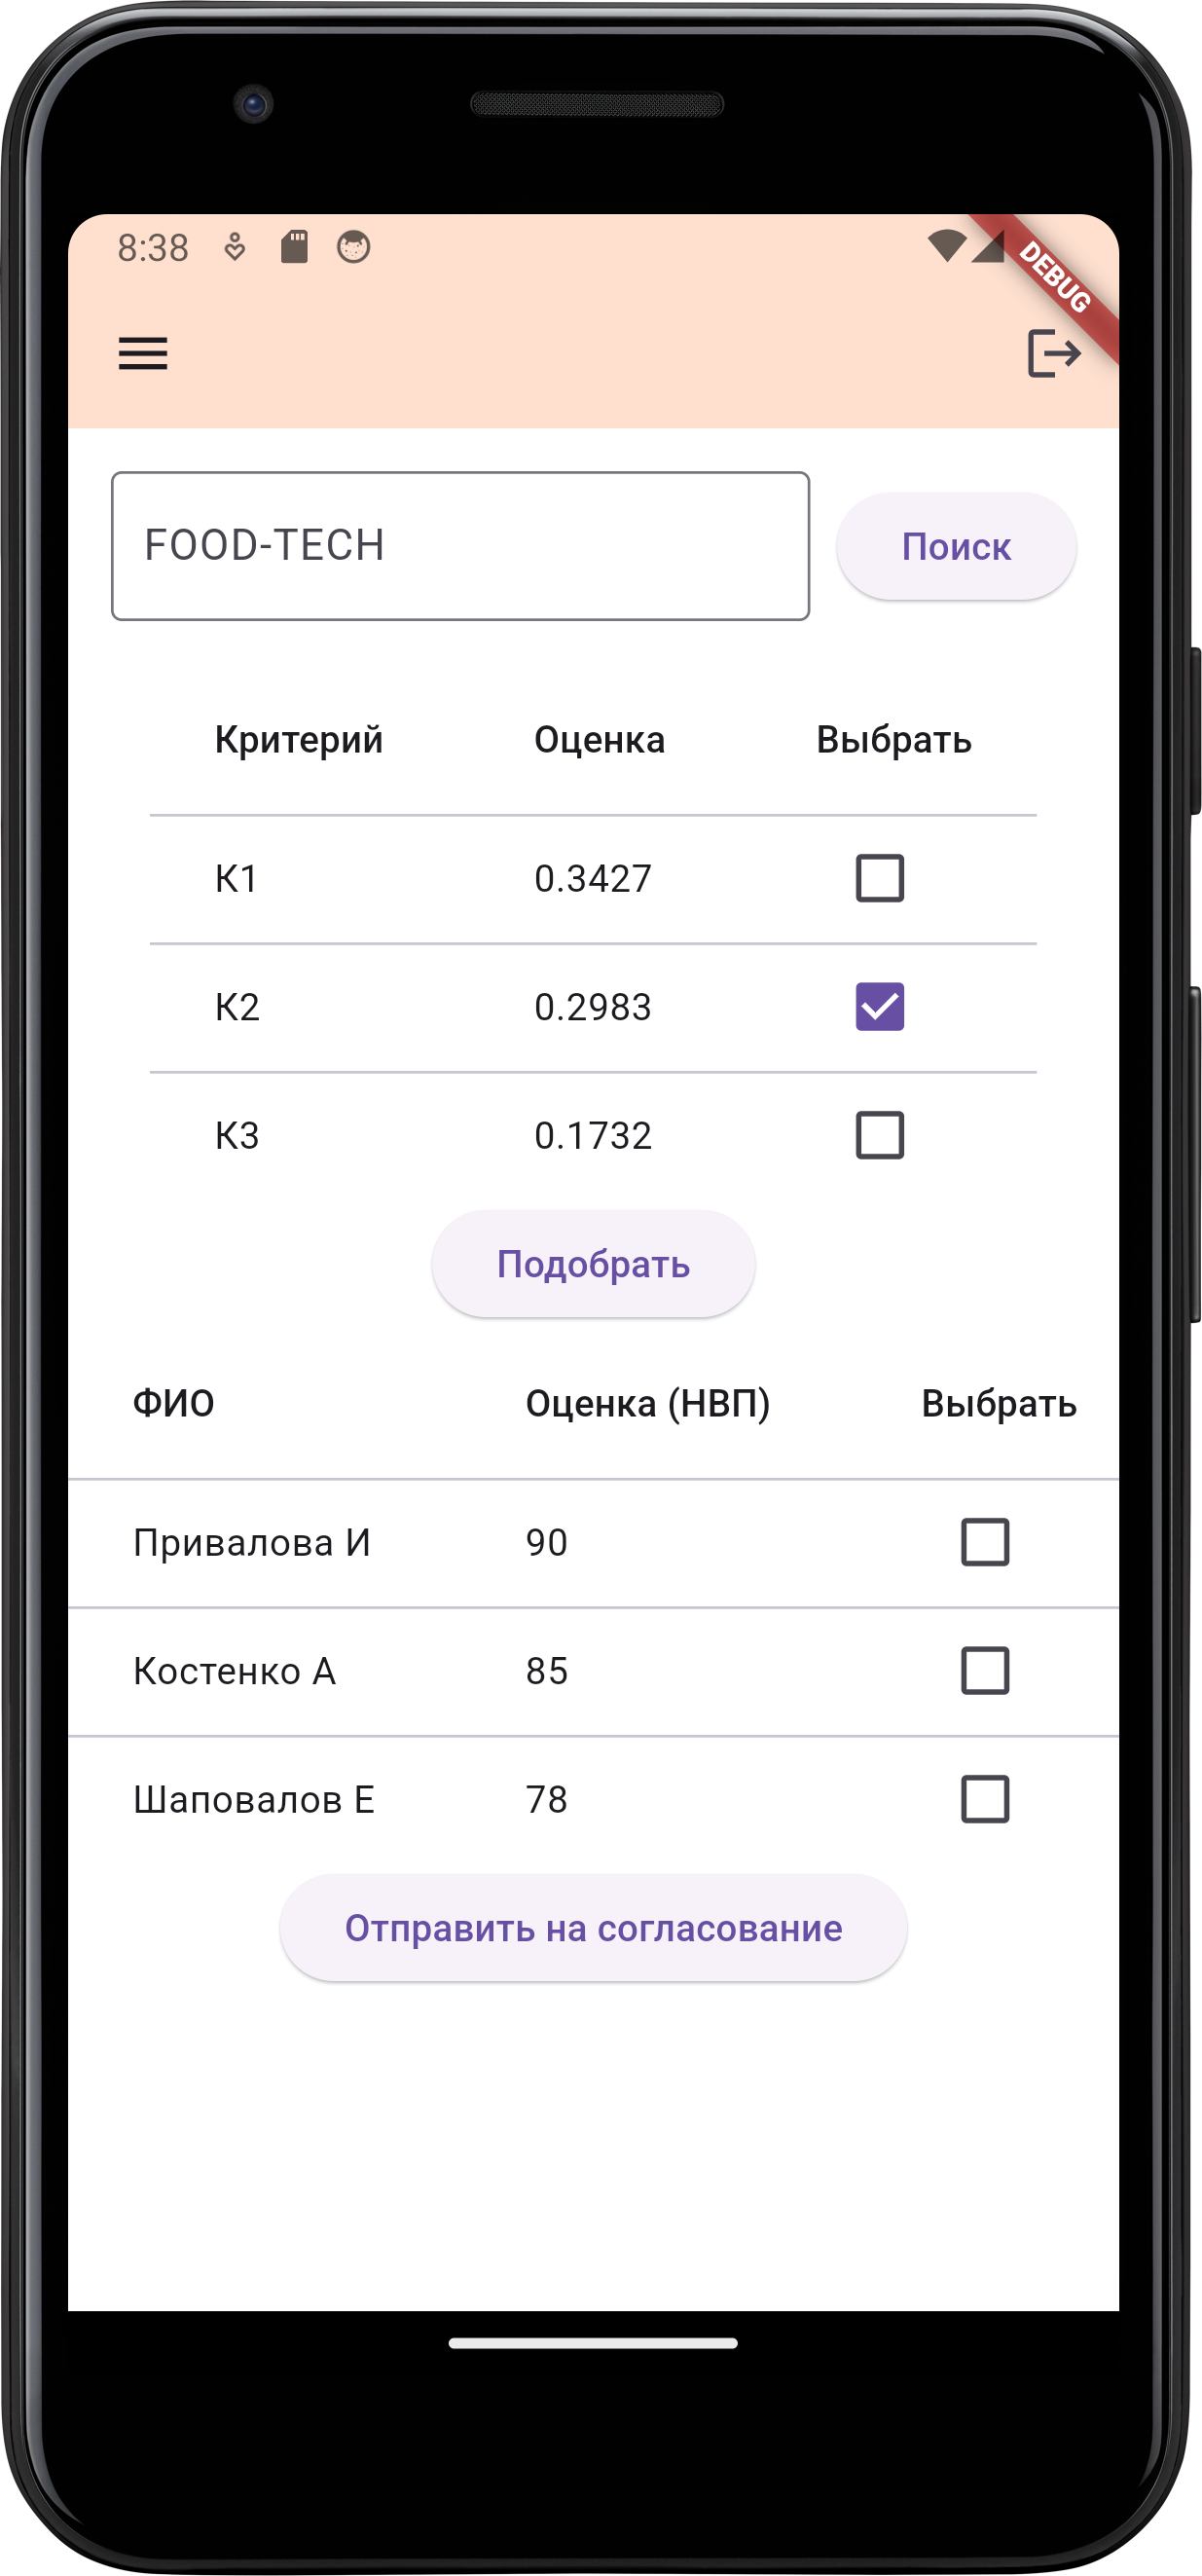 8:38
DEBUG
FOOD-TECH Поиск
Критерий Оценка Выбрать
К1 0.3427
К2 0.2983
К3 0.1732
Подобрать
ФИО Оценка (НВП) Выбрать
Привалова И 90
Костенко А 85
Шаповалов Е 78
Отправить на согласование